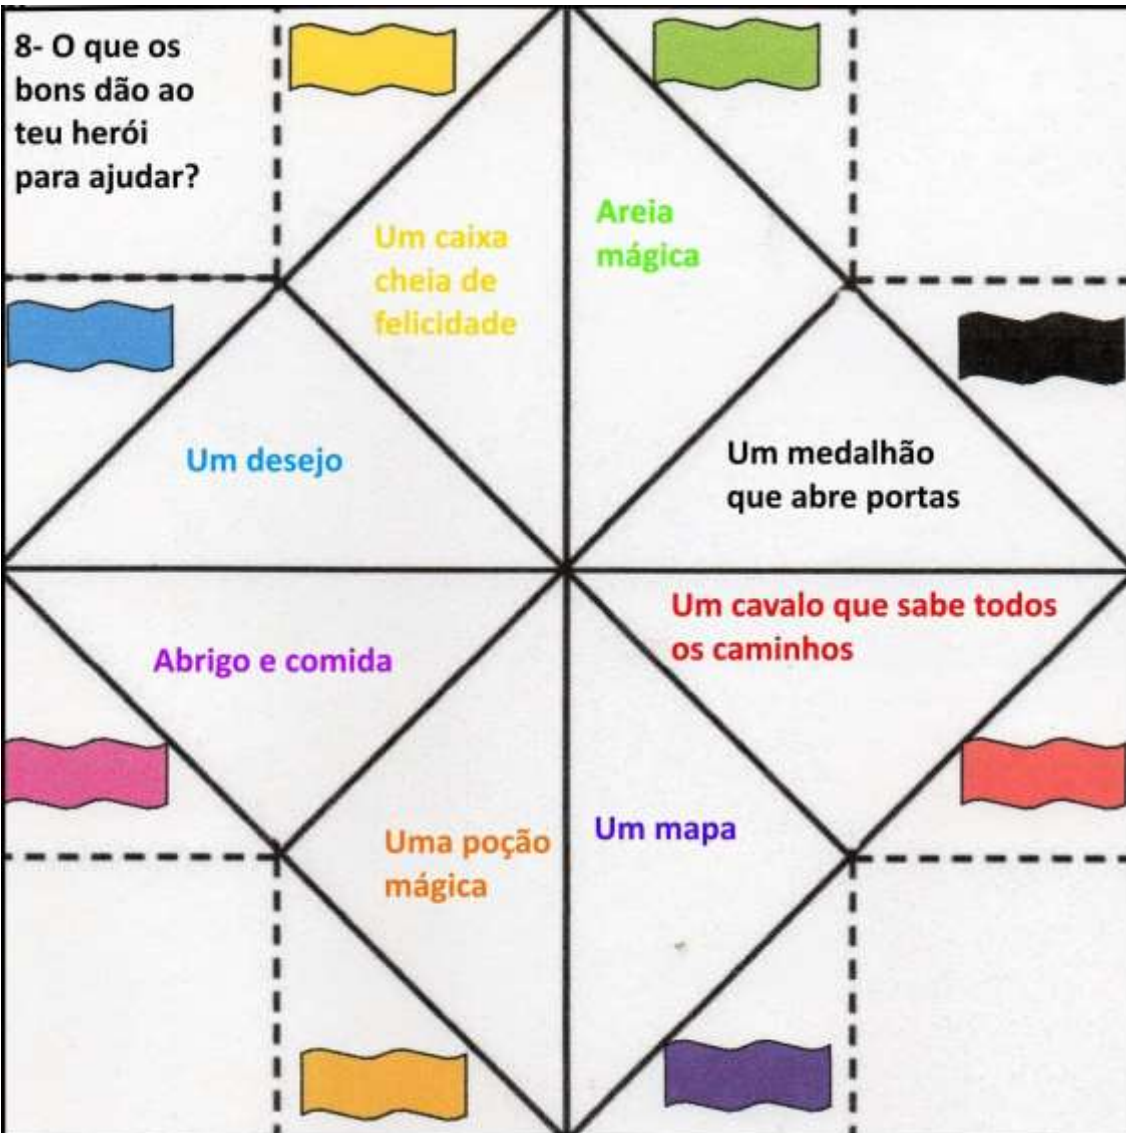 8- O que os
bons dão ao
teu herói
para ajudar?
Um caixa
cheia de
felicidade
Areia
mágica
Um desejo
Um medalhão
que abre portas
Abrigo e comida
Um cavalo que sabe todos
os caminhos
Uma poção
mágica
Um mapa